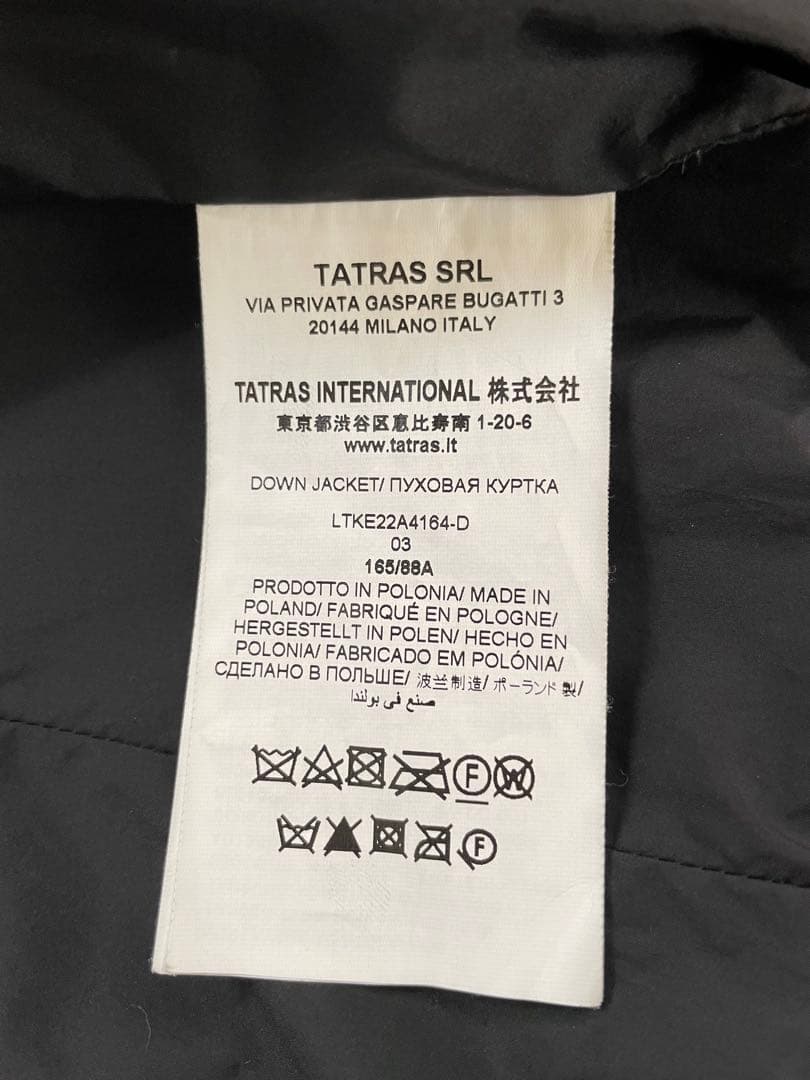 TATRAS SRL
VIA PRIVATA GASPARE BUGATTI 3
20144 MILANO ITALY
TATRAS INTERNATIONAL 株式会社
東京都渋谷区恵比寿南 1-20-6
www.tatras.it
DOWN JACKET/ ПУХОВАЯ КУРТКА
LTKE22A4164-D
03
165/88A
PRODOTTO IN POLONIA/ MADE IN
POLAND/ FABRIQUÉ EN POLOGNE/
HERGESTELLT IN POLEN/ HECHO EN
POLONIA/ FABRICADO EM POLÓNIA/
СДЕЛАНО В ПОЛЬШЕ/ 波兰制造/ ポーランド 製/
صنع في بولندا
F W
F